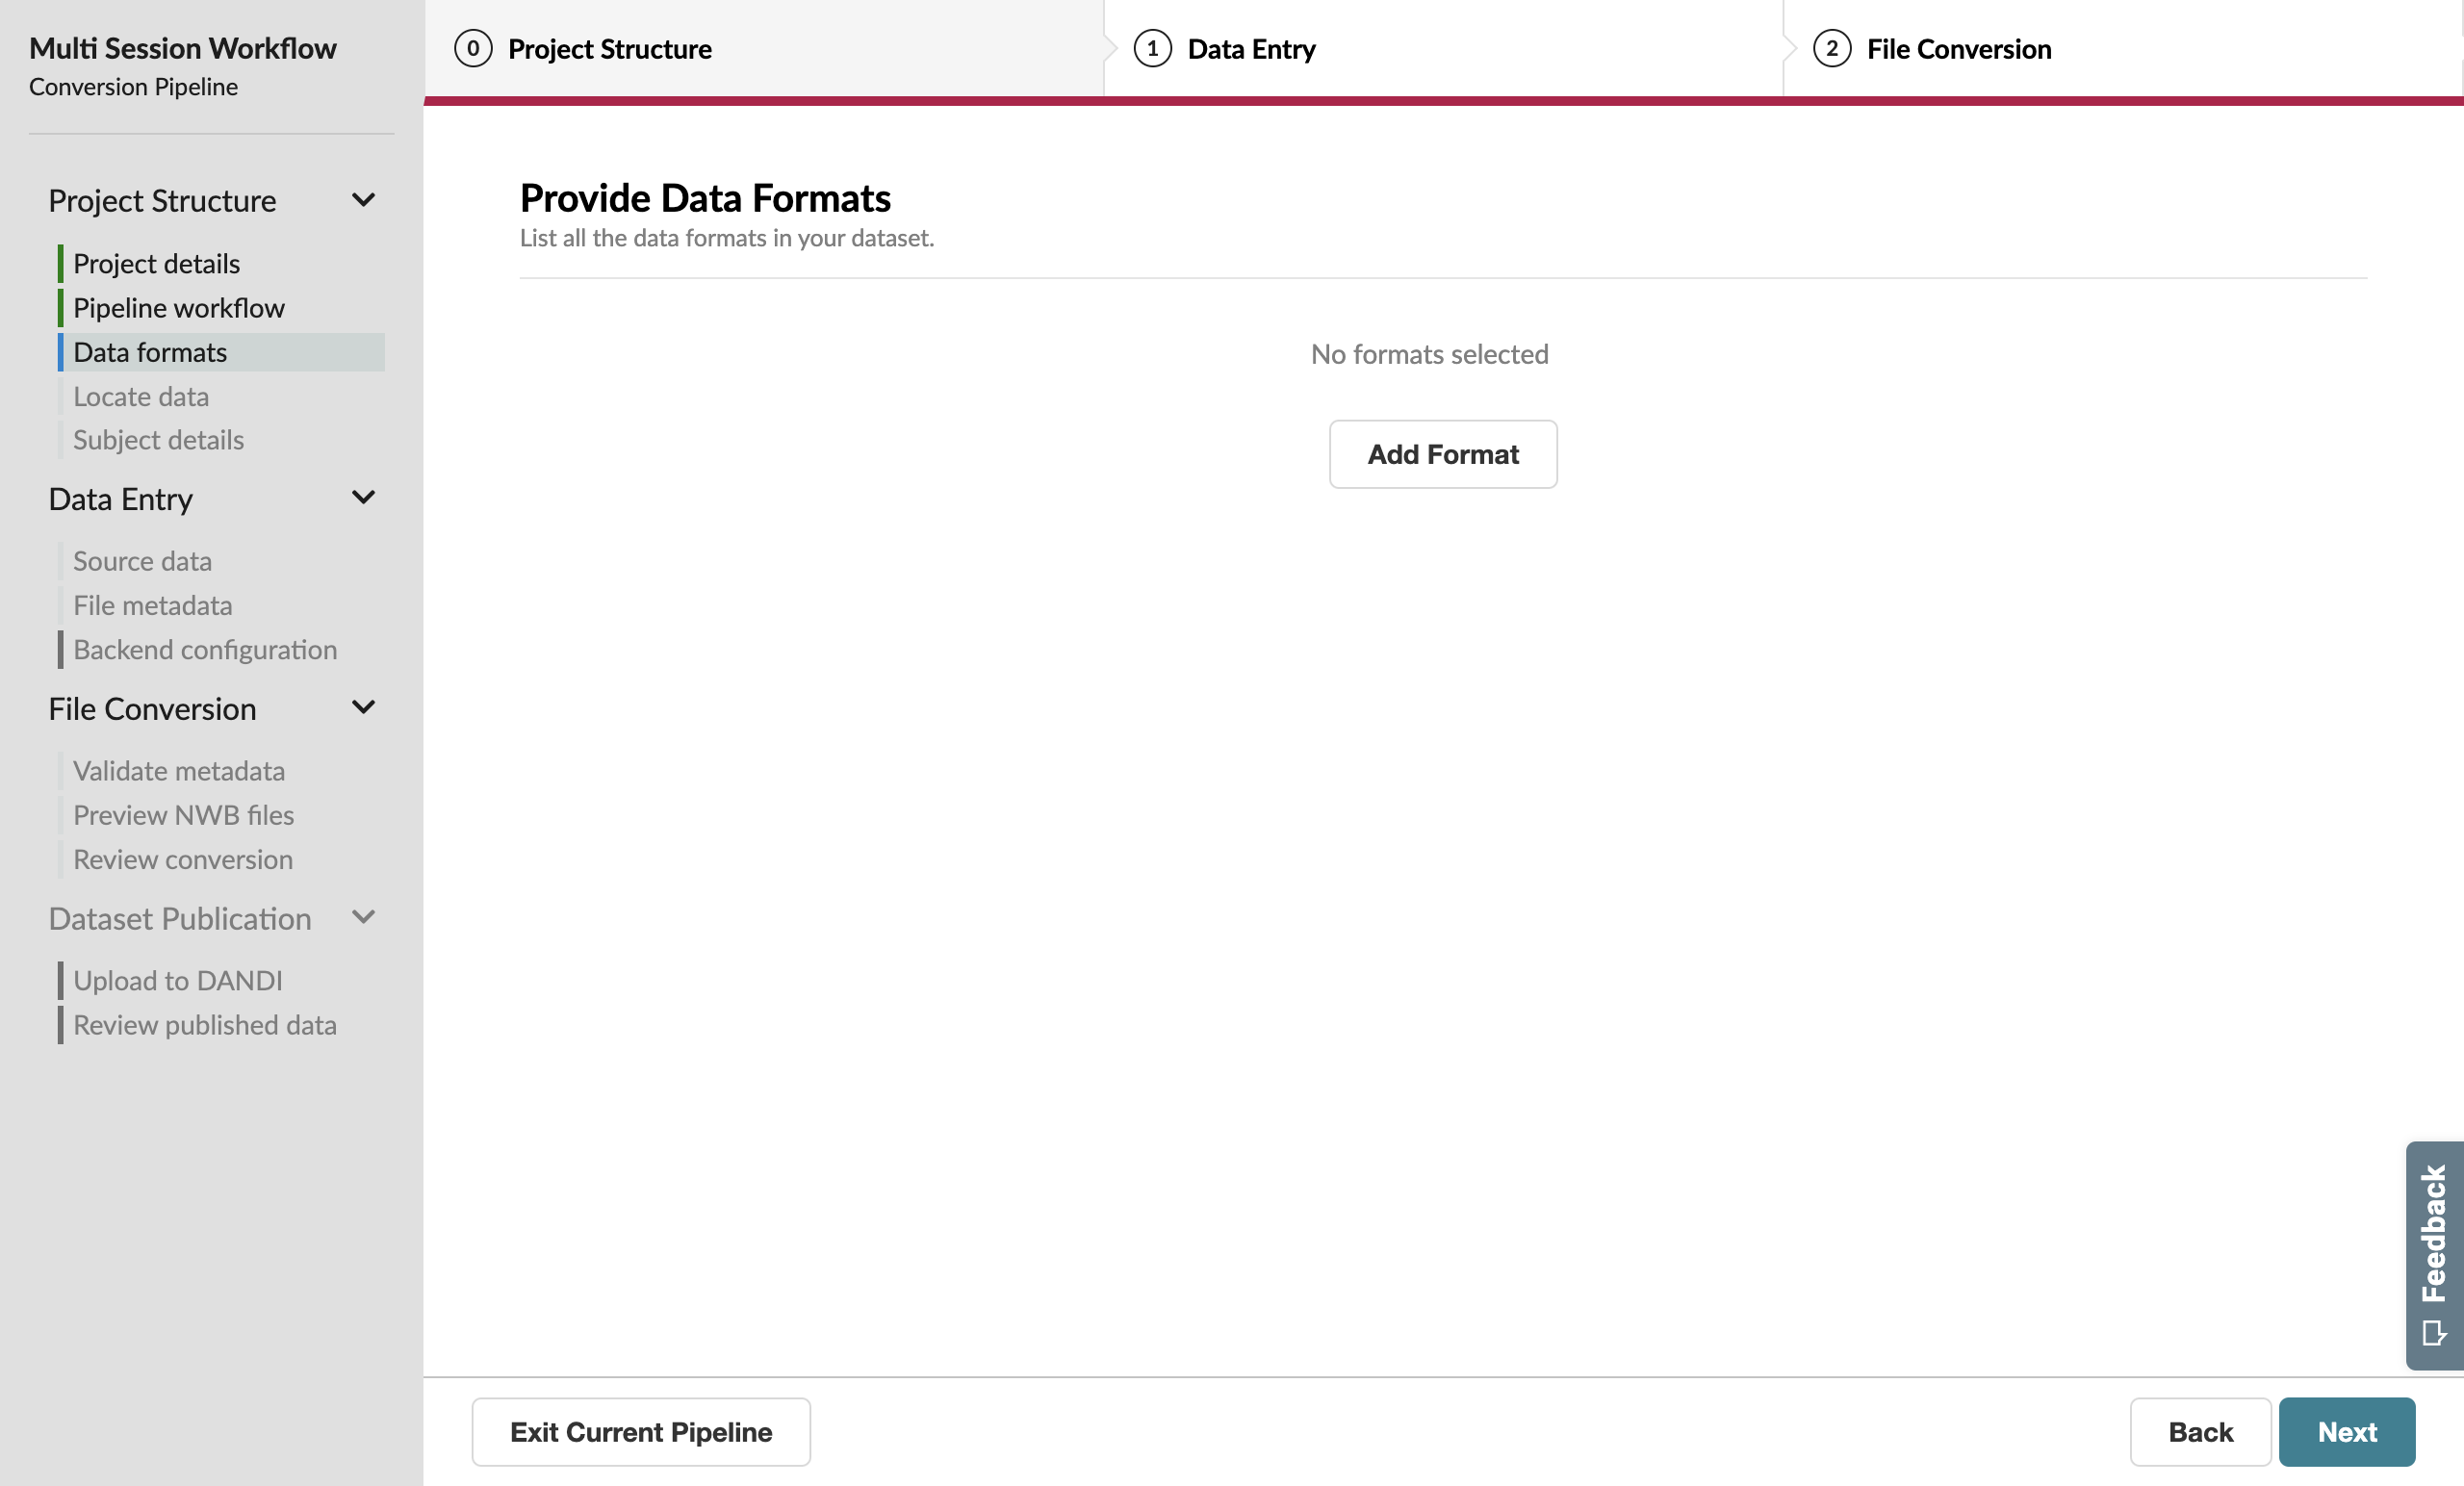 Multi Session Workflow
Conversion Pipeline
Project Structure
Project details
Pipeline workflow
Data formats
Locate data
Subject details
Data Entry
Source data
File metadata
Backend configuration
File Conversion
Validate metadata
Preview NWB files
Review conversion
Dataset Publication
Upload to DANDI
Review published data
0 Project Structure
1 Data Entry
2 File Conversion
Provide Data Formats
List all the data formats in your dataset.
No formats selected
Add Format
Feedback
Exit Current Pipeline
Back
Next